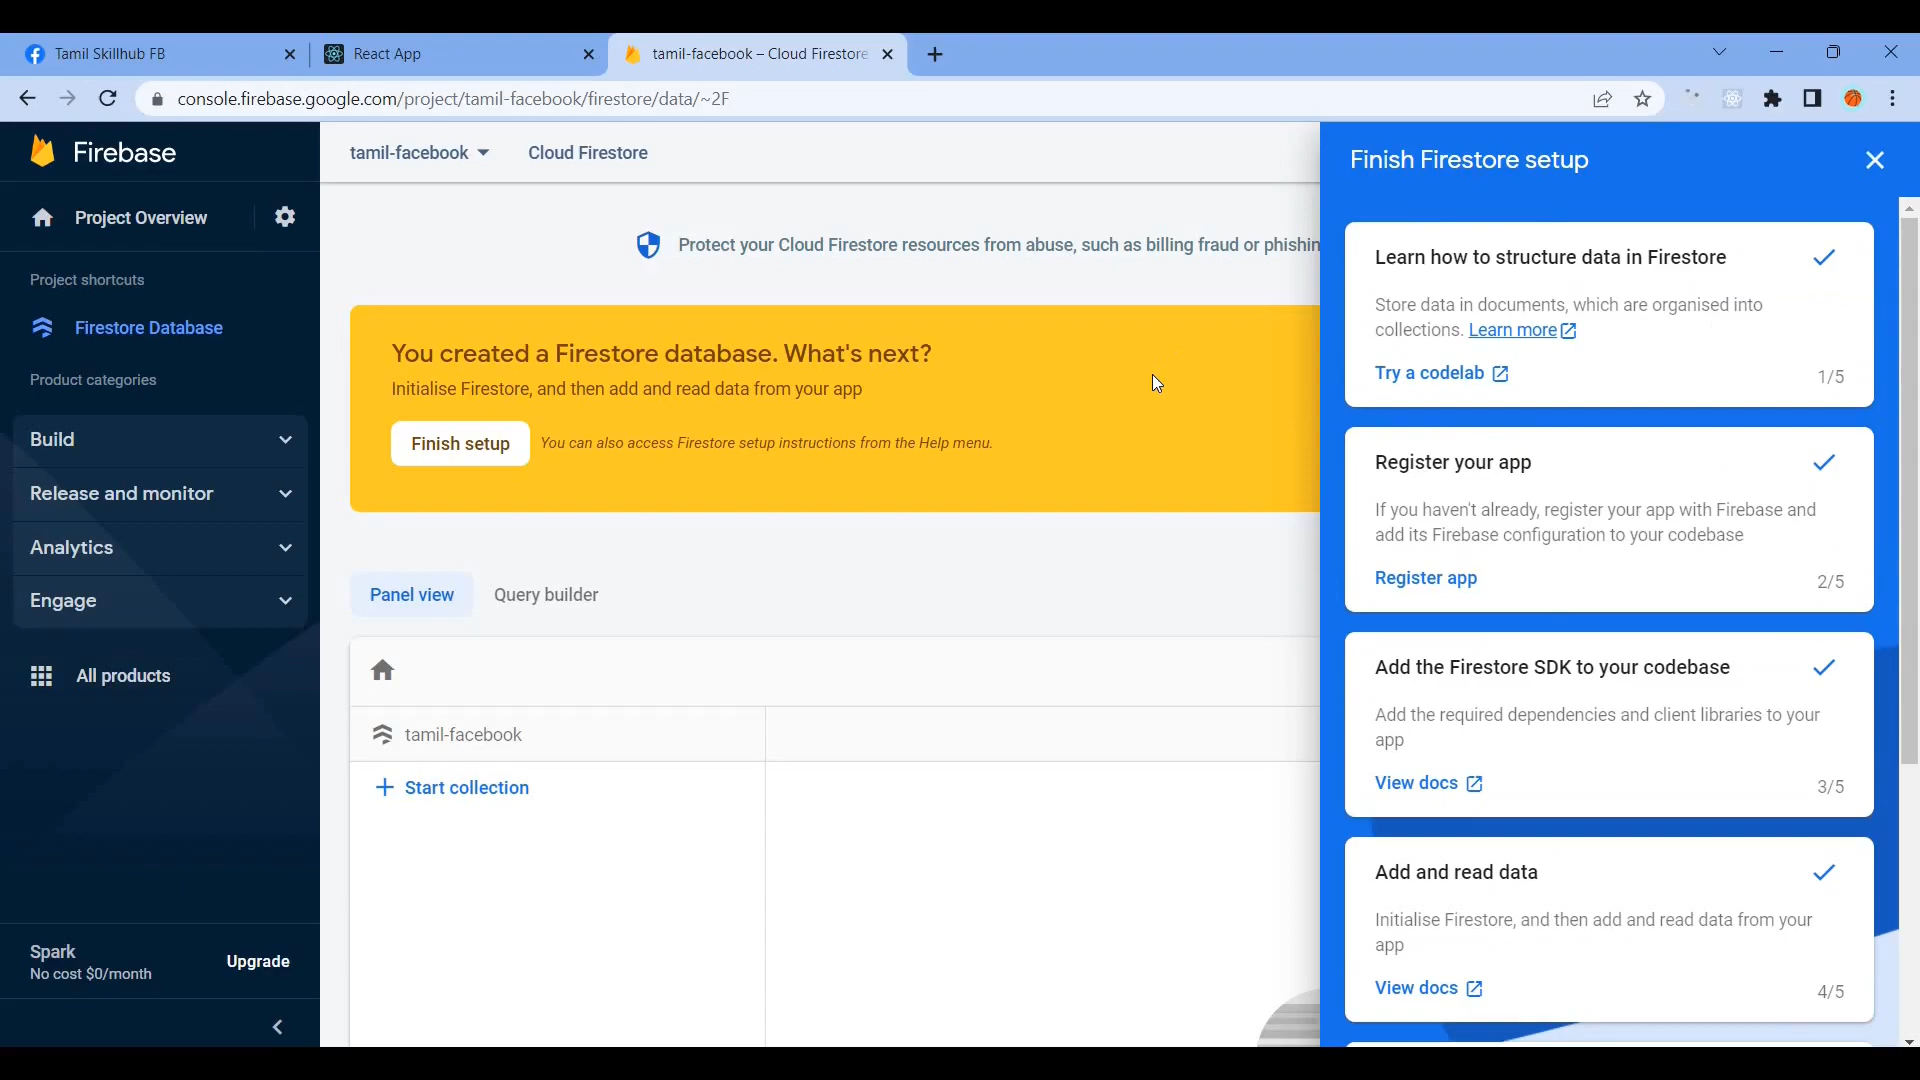 Tamil Skillhub FB
React App
tamil-facebook – Cloud Firestore
console.firebase.google.com/project/tamil-facebook/firestore/data/~2F
Firebase
Project Overview
Project shortcuts
Firestore Database
Product categories
Build
Release and monitor
Analytics
Engage
All products
Spark
No cost $0/month
Upgrade
tamil-facebook
Cloud Firestore
Protect your Cloud Firestore resources from abuse, such as billing fraud or phishin
You created a Firestore database. What's next?
Initialise Firestore, and then add and read data from your app
Finish setup
You can also access Firestore setup instructions from the Help menu.
Panel view
Query builder
tamil-facebook
Start collection
Finish Firestore setup
Learn how to structure data in Firestore
Store data in documents, which are organised into
collections. Learn more
Try a codelab
1/5
Register your app
If you haven't already, register your app with Firebase and
add its Firebase configuration to your codebase
Register app
2/5
Add the Firestore SDK to your codebase
Add the required dependencies and client libraries to your
app
View docs
3/5
Add and read data
Initialise Firestore, and then add and read data from your
app
View docs
4/5